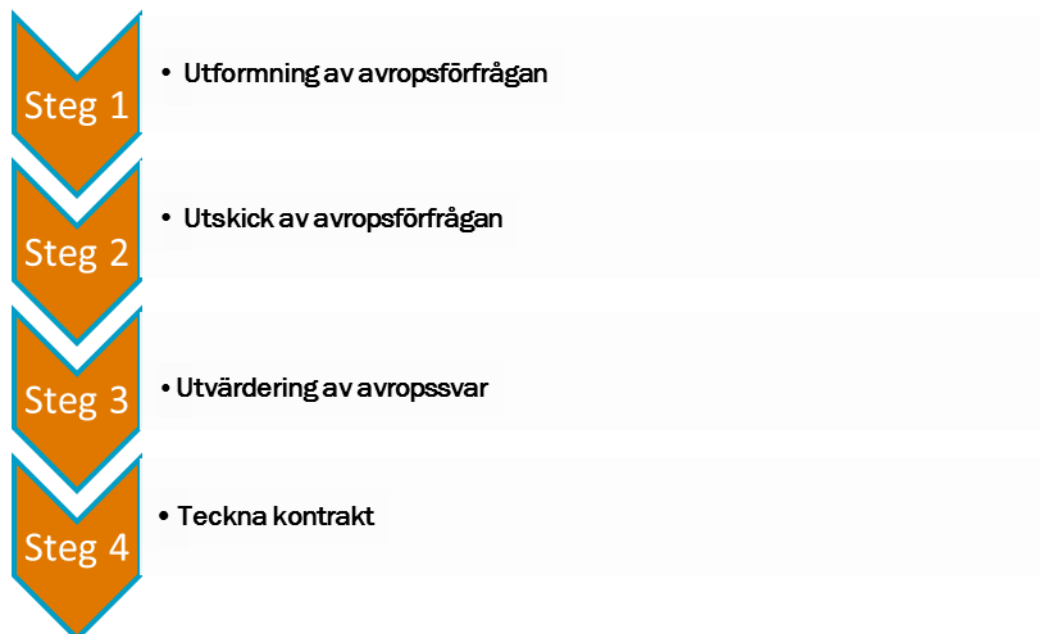 Steg 1
• Utformning av avropsförfrågan
Steg 2
• Utskick av avropsförfrågan
Steg 3
• Utvärdering av avropssvar
Steg 4
• Teckna kontrakt